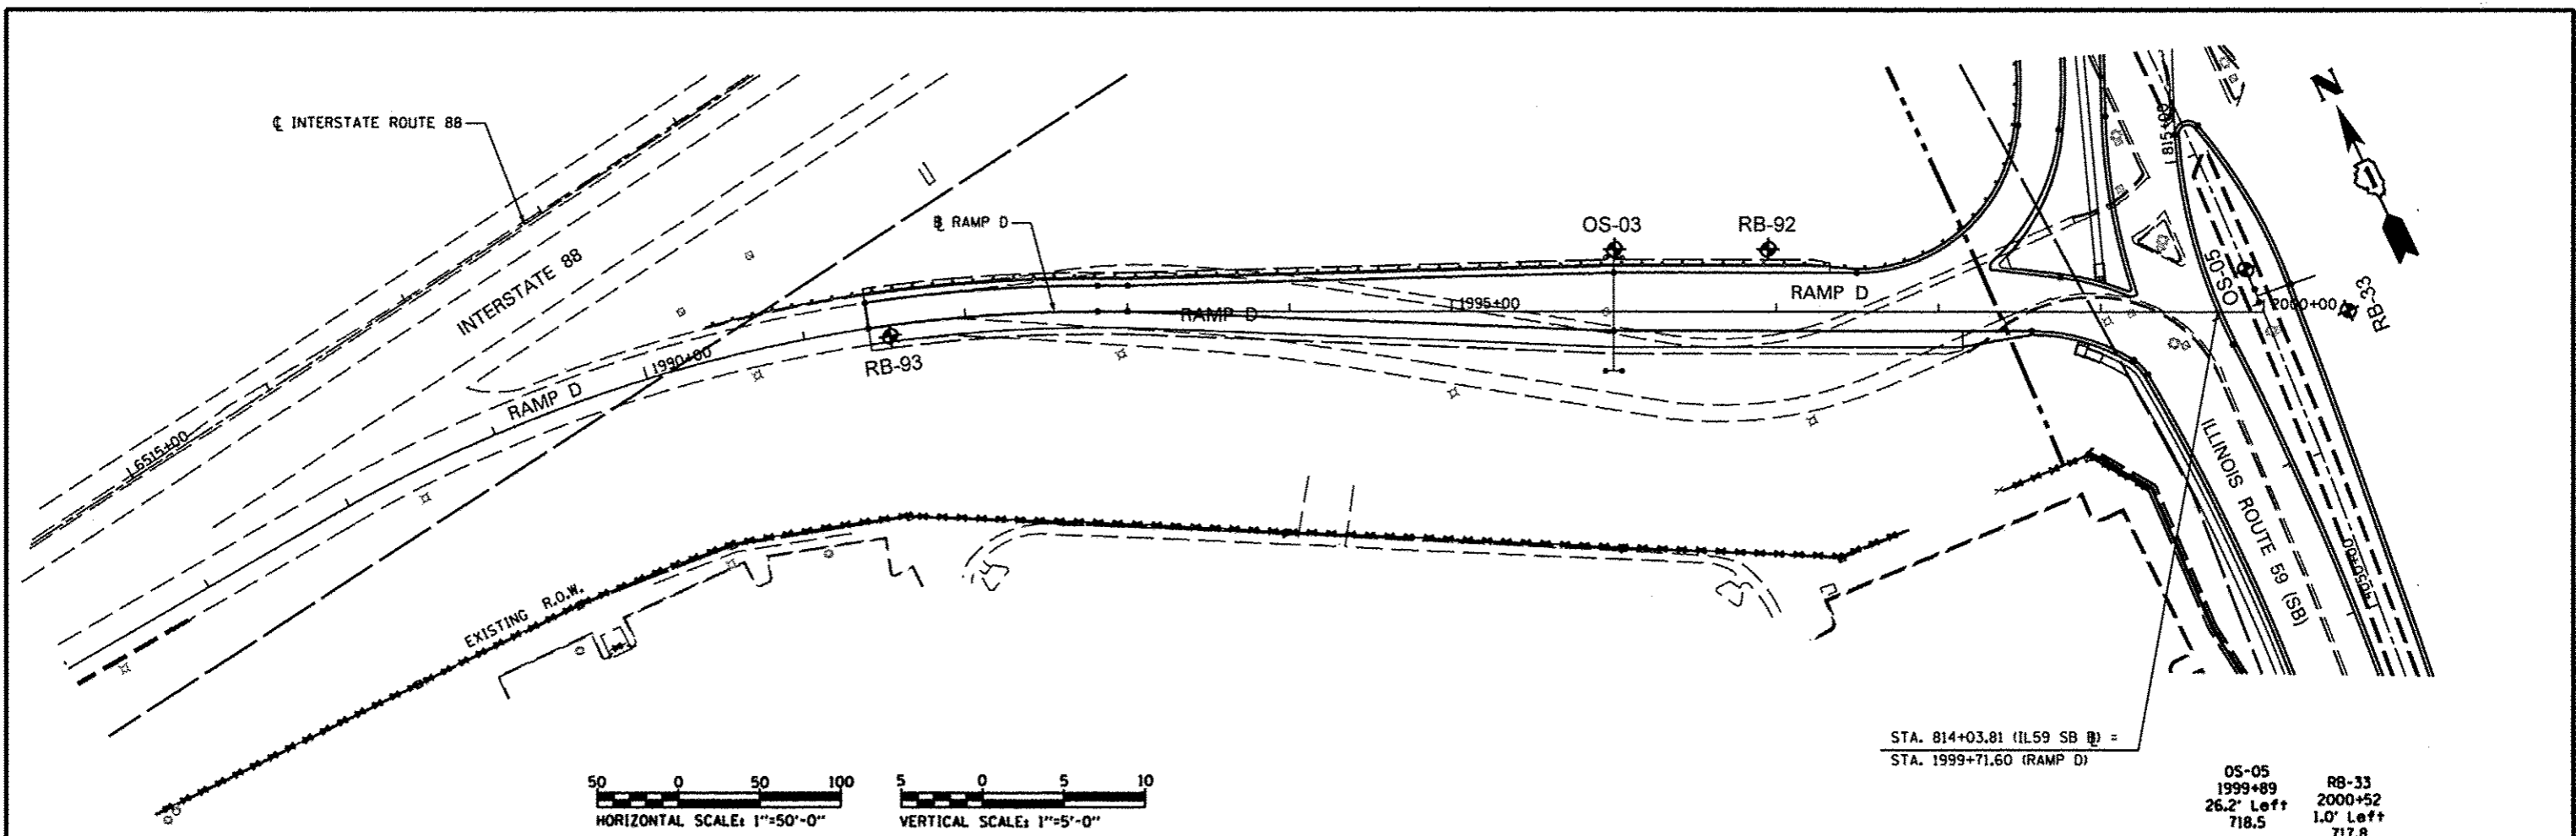 ℄ INTERSTATE ROUTE 88
INTERSTATE 88
℄ RAMP D
OS-03
RB-92
N
815+00
OS-05
2000+00
RB-33
1995+00
RAMP D
RAMP D
RB-93
1990+00
RAMP D
6515+00
EXISTING R.O.W.
ILLINOIS ROUTE 59 (SB)
4050+00
STA. 814+03.81 (IL59 SB ℄) =
STA. 1999+71.60 (RAMP D)
50 0 50 100
HORIZONTAL SCALE: 1"=50'-0"
5 0 5 10
VERTICAL SCALE: 1"=5'-0"
OS-05
1999+89
26.2' Left
718.5
RB-33
2000+52
1.0' Left
717.8